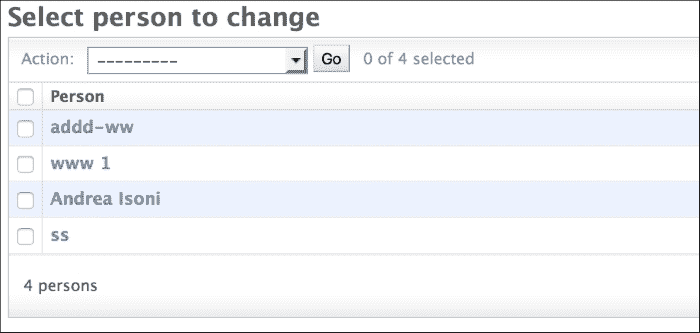 Select person to change
Action: --------- Go 0 of 4 selected
Person
addd-ww
www 1
Andrea Isoni
ss
4 persons